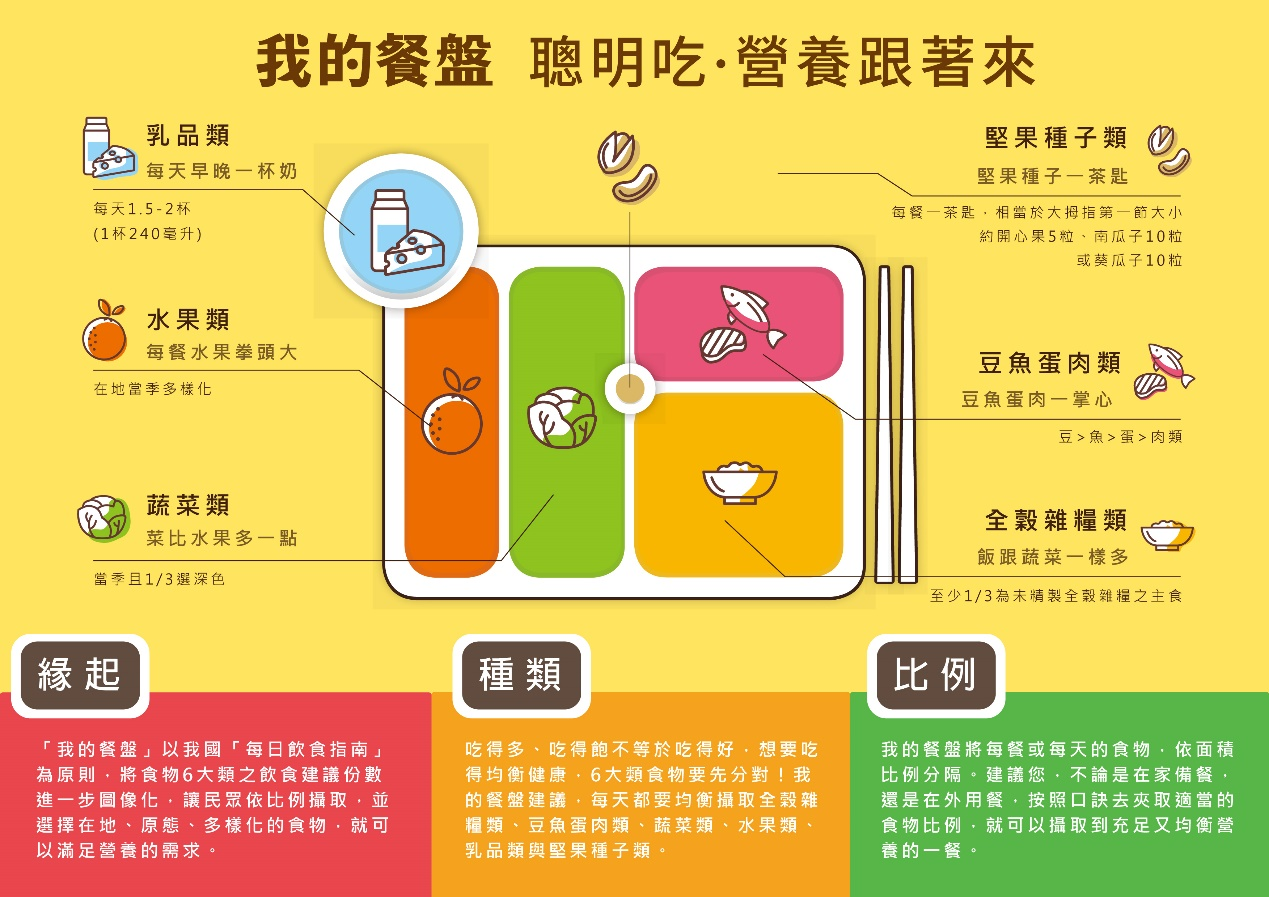 我的餐盤 聰明吃·營養跟著來
乳品類
每天早晚一杯奶
每天1.5-2杯
(1杯240毫升)
水果類
每餐水果拳頭大
在地當季多樣化
蔬菜類
菜比水果多一點
當季且1/3選深色
堅果種子類
堅果種子一茶匙
每餐一茶匙，相當於大拇指第一節大小
約開心果5粒、南瓜子10粒
或葵瓜子10粒
豆魚蛋肉類
豆魚蛋肉一掌心
豆>魚>蛋>肉類
全穀雜糧類
飯跟蔬菜一樣多
至少1/3為未精製全穀雜糧之主食
緣起
「我的餐盤」以我國「每日飲食指南」
為原則，將食物6大類之飲食建議份數
進一步圖像化，讓民眾依比例攝取，並
選擇在地、原態、多樣化的食物，就可
以滿足營養的需求。
種類
吃得多、吃得飽不等於吃得好，想要吃
得均衡健康，6大類食物要先分對！我
的餐盤建議，每天都要均衡攝取全穀雜
糧類、豆魚蛋肉類、蔬菜類、水果類、
乳品類與堅果種子類。
比例
我的餐盤將每餐或每天的食物，依面積
比例分隔。建議您，不論是在家備餐，
還是在外用餐，按照口訣去夾取適當的
食物比例，就可以攝取到充足又均衡營
養的一餐。